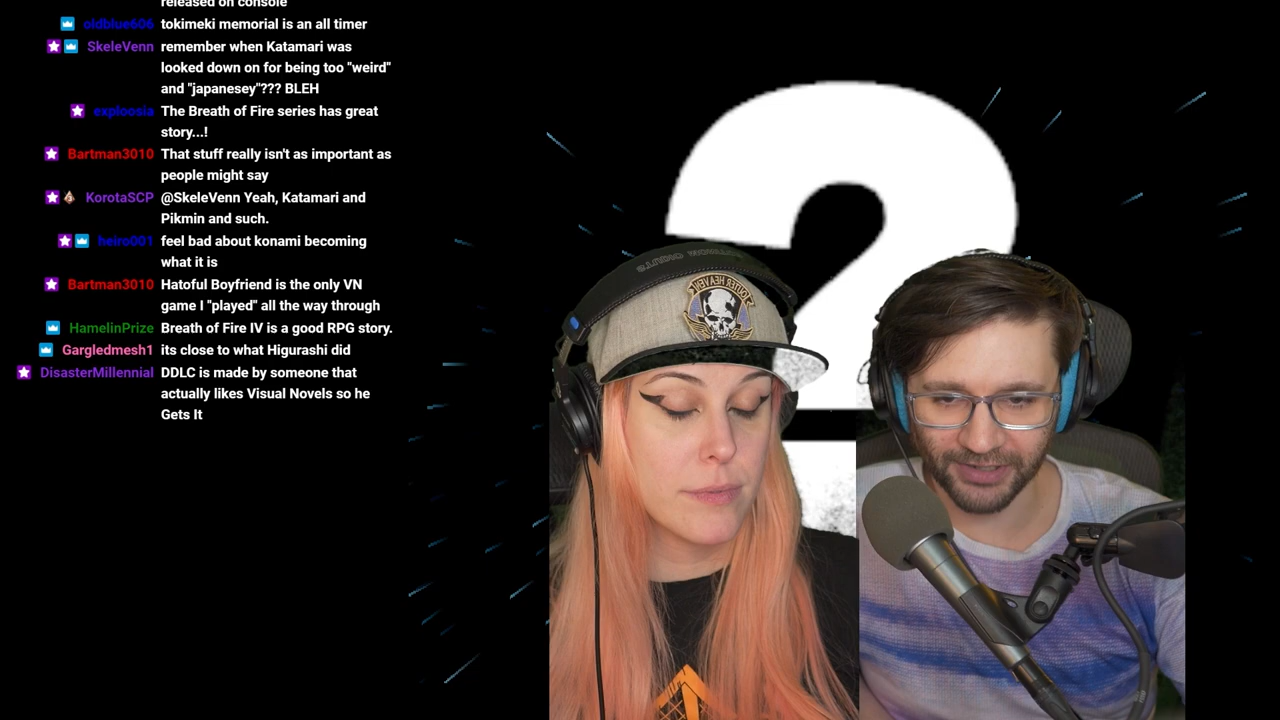 released on console
oldblue606 tokimeki memorial is an all timer
SkeleVenn remember when Katamari was
looked down on for being too "weird"
and "japanesey"??? BLEH
exploosia The Breath of Fire series has great
story...!
Bartman3010 That stuff really isn't as important as
people might say
KorotaSCP @SkeleVenn Yeah, Katamari and
Pikmin and such.
heiro001 feel bad about konami becoming
what it is
Bartman3010 Hatoful Boyfriend is the only VN
game I "played" all the way through
HamelinPrize Breath of Fire IV is a good RPG story.
Gargledmesh1 its close to what Higurashi did
DisasterMillennial DDLC is made by someone that
actually likes Visual Novels so he
Gets It
?
OUTER HEAVEN